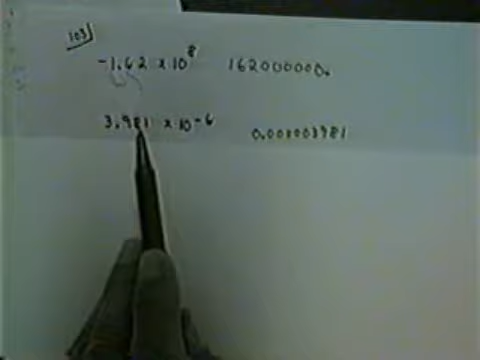 103
-1.62 x 10^8 162000000.
3.981 x 10^-6 0.000003981